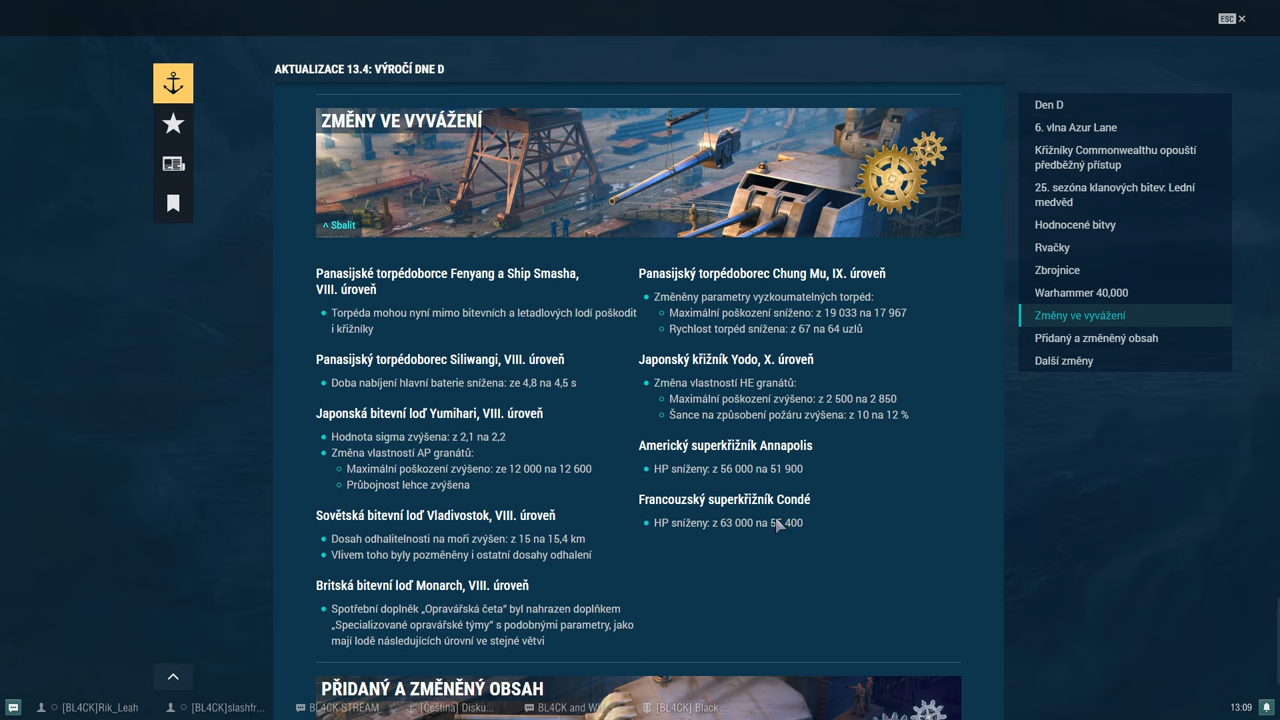 ESC
AKTUALIZACE 13.4: VÝROČÍ DNE D
ZMĚNY VE VYVÁŽENÍ
^ Sbalit
Panasijské torpédoborce Fenyang a Ship Smasha,
VIII. úroveň
Torpéda mohou nyní mimo bitevních a letadlových lodí poškodit
i křižníky
Panasijský torpédoborec Siliwangi, VIII. úroveň
Doba nabíjení hlavní baterie snížena: ze 4,8 na 4,5 s
Japonská bitevní loď Yumihari, VIII. úroveň
Hodnota sigma zvýšena: z 2,1 na 2,2
Změna vlastností AP granátů:
Maximální poškození zvýšeno: ze 12 000 na 12 600
Průbojnost lehce zvýšena
Sovětská bitevní loď Vladivostok, VIII. úroveň
Dosah odhalitelnosti na moři zvýšen: z 15 na 15,4 km
Vlivem toho byly pozměněny i ostatní dosahy odhalení
Britská bitevní loď Monarch, VIII. úroveň
Spotřební doplněk „Opravářská četa“ byl nahrazen doplňkem
„Specializované opravářské týmy“ s podobnými parametry, jako
mají lodě následujících úrovní ve stejné větvi
Panasijský torpédoborec Chung Mu, IX. úroveň
Změněny parametry vyzkoumatelných torpéd:
Maximální poškození sníženo: z 19 033 na 17 967
Rychlost torpéd snížena: z 67 na 64 uzlů
Japonský křižník Yodo, X. úroveň
Změna vlastností HE granátů:
Maximální poškození zvýšeno: z 2 500 na 2 850
Šance na způsobení požáru zvýšena: z 10 na 12 %
Americký superkřižník Annapolis
HP sníženy: z 56 000 na 51 900
Francouzský superkřižník Condé
HP sníženy: z 63 000 na
PŘIDANÝ A ZMĚNĚNÝ OBSAH
Den D
6. vlna Azur Lane
Křižníky Commonwealthu opouští
předběžný přístup
25. sezóna klanových bitev: Lední
medvěd
Hodnocené bitvy
Rvačky
Zbrojnice
Warhammer 40,000
Změny ve vyvážení
Přidaný a změněný obsah
Další změny
[BL4CK]Rik_Leah
[BL4CK]slashfr...
BL4CK STREAM
[Čeština] Disku...
BL4CK and
[BL4CK] Black...
13:09